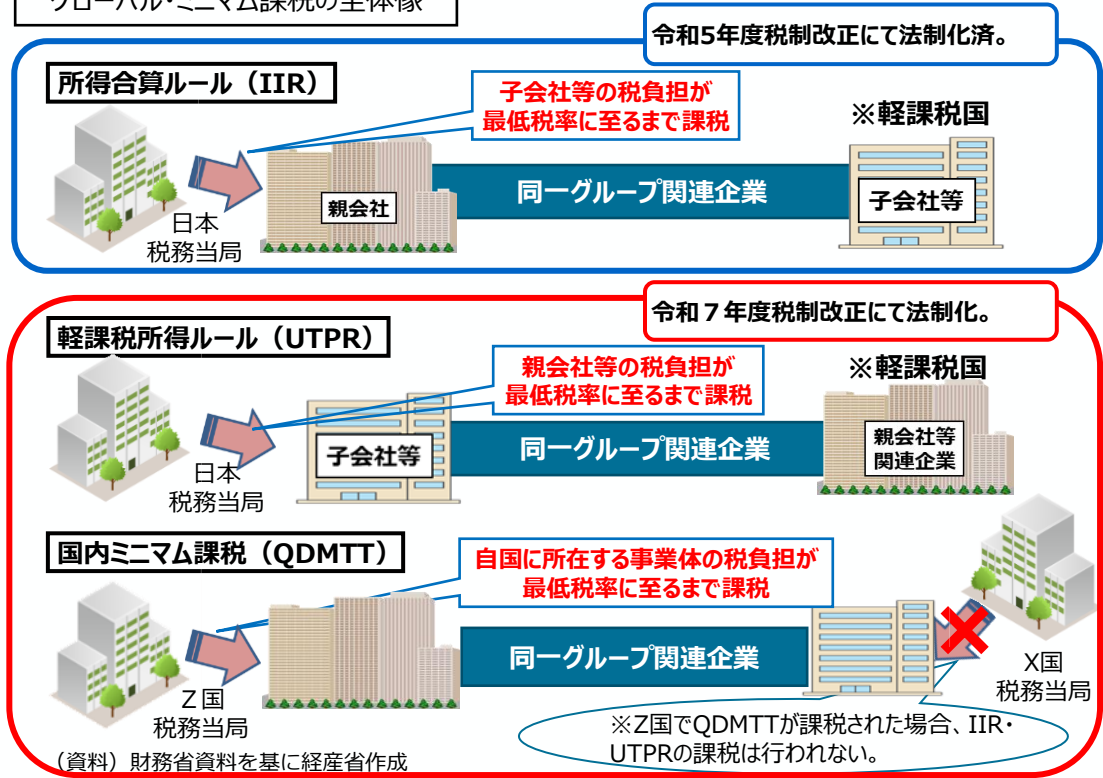 グローバル・ミニマム課税の全体像
令和5年度税制改正にて法制化済。
所得合算ルール（IIR）
子会社等の税負担が
最低税率に至るまで課税
※軽課税国
親会社
同一グループ関連企業
子会社等
日本
税務当局
令和７年度税制改正にて法制化。
軽課税所得ルール（UTPR）
親会社等の税負担が
最低税率に至るまで課税
※軽課税国
子会社等
同一グループ関連企業
親会社等
関連企業
日本
税務当局
国内ミニマム課税（QDMTT）
自国に所在する事業体の税負担が
最低税率に至るまで課税
同一グループ関連企業
Ｚ国
税務当局
X国
税務当局
※Z国でQDMTTが課税された場合、IIR・
UTPRの課税は行われない。
（資料）財務省資料を基に経産省作成